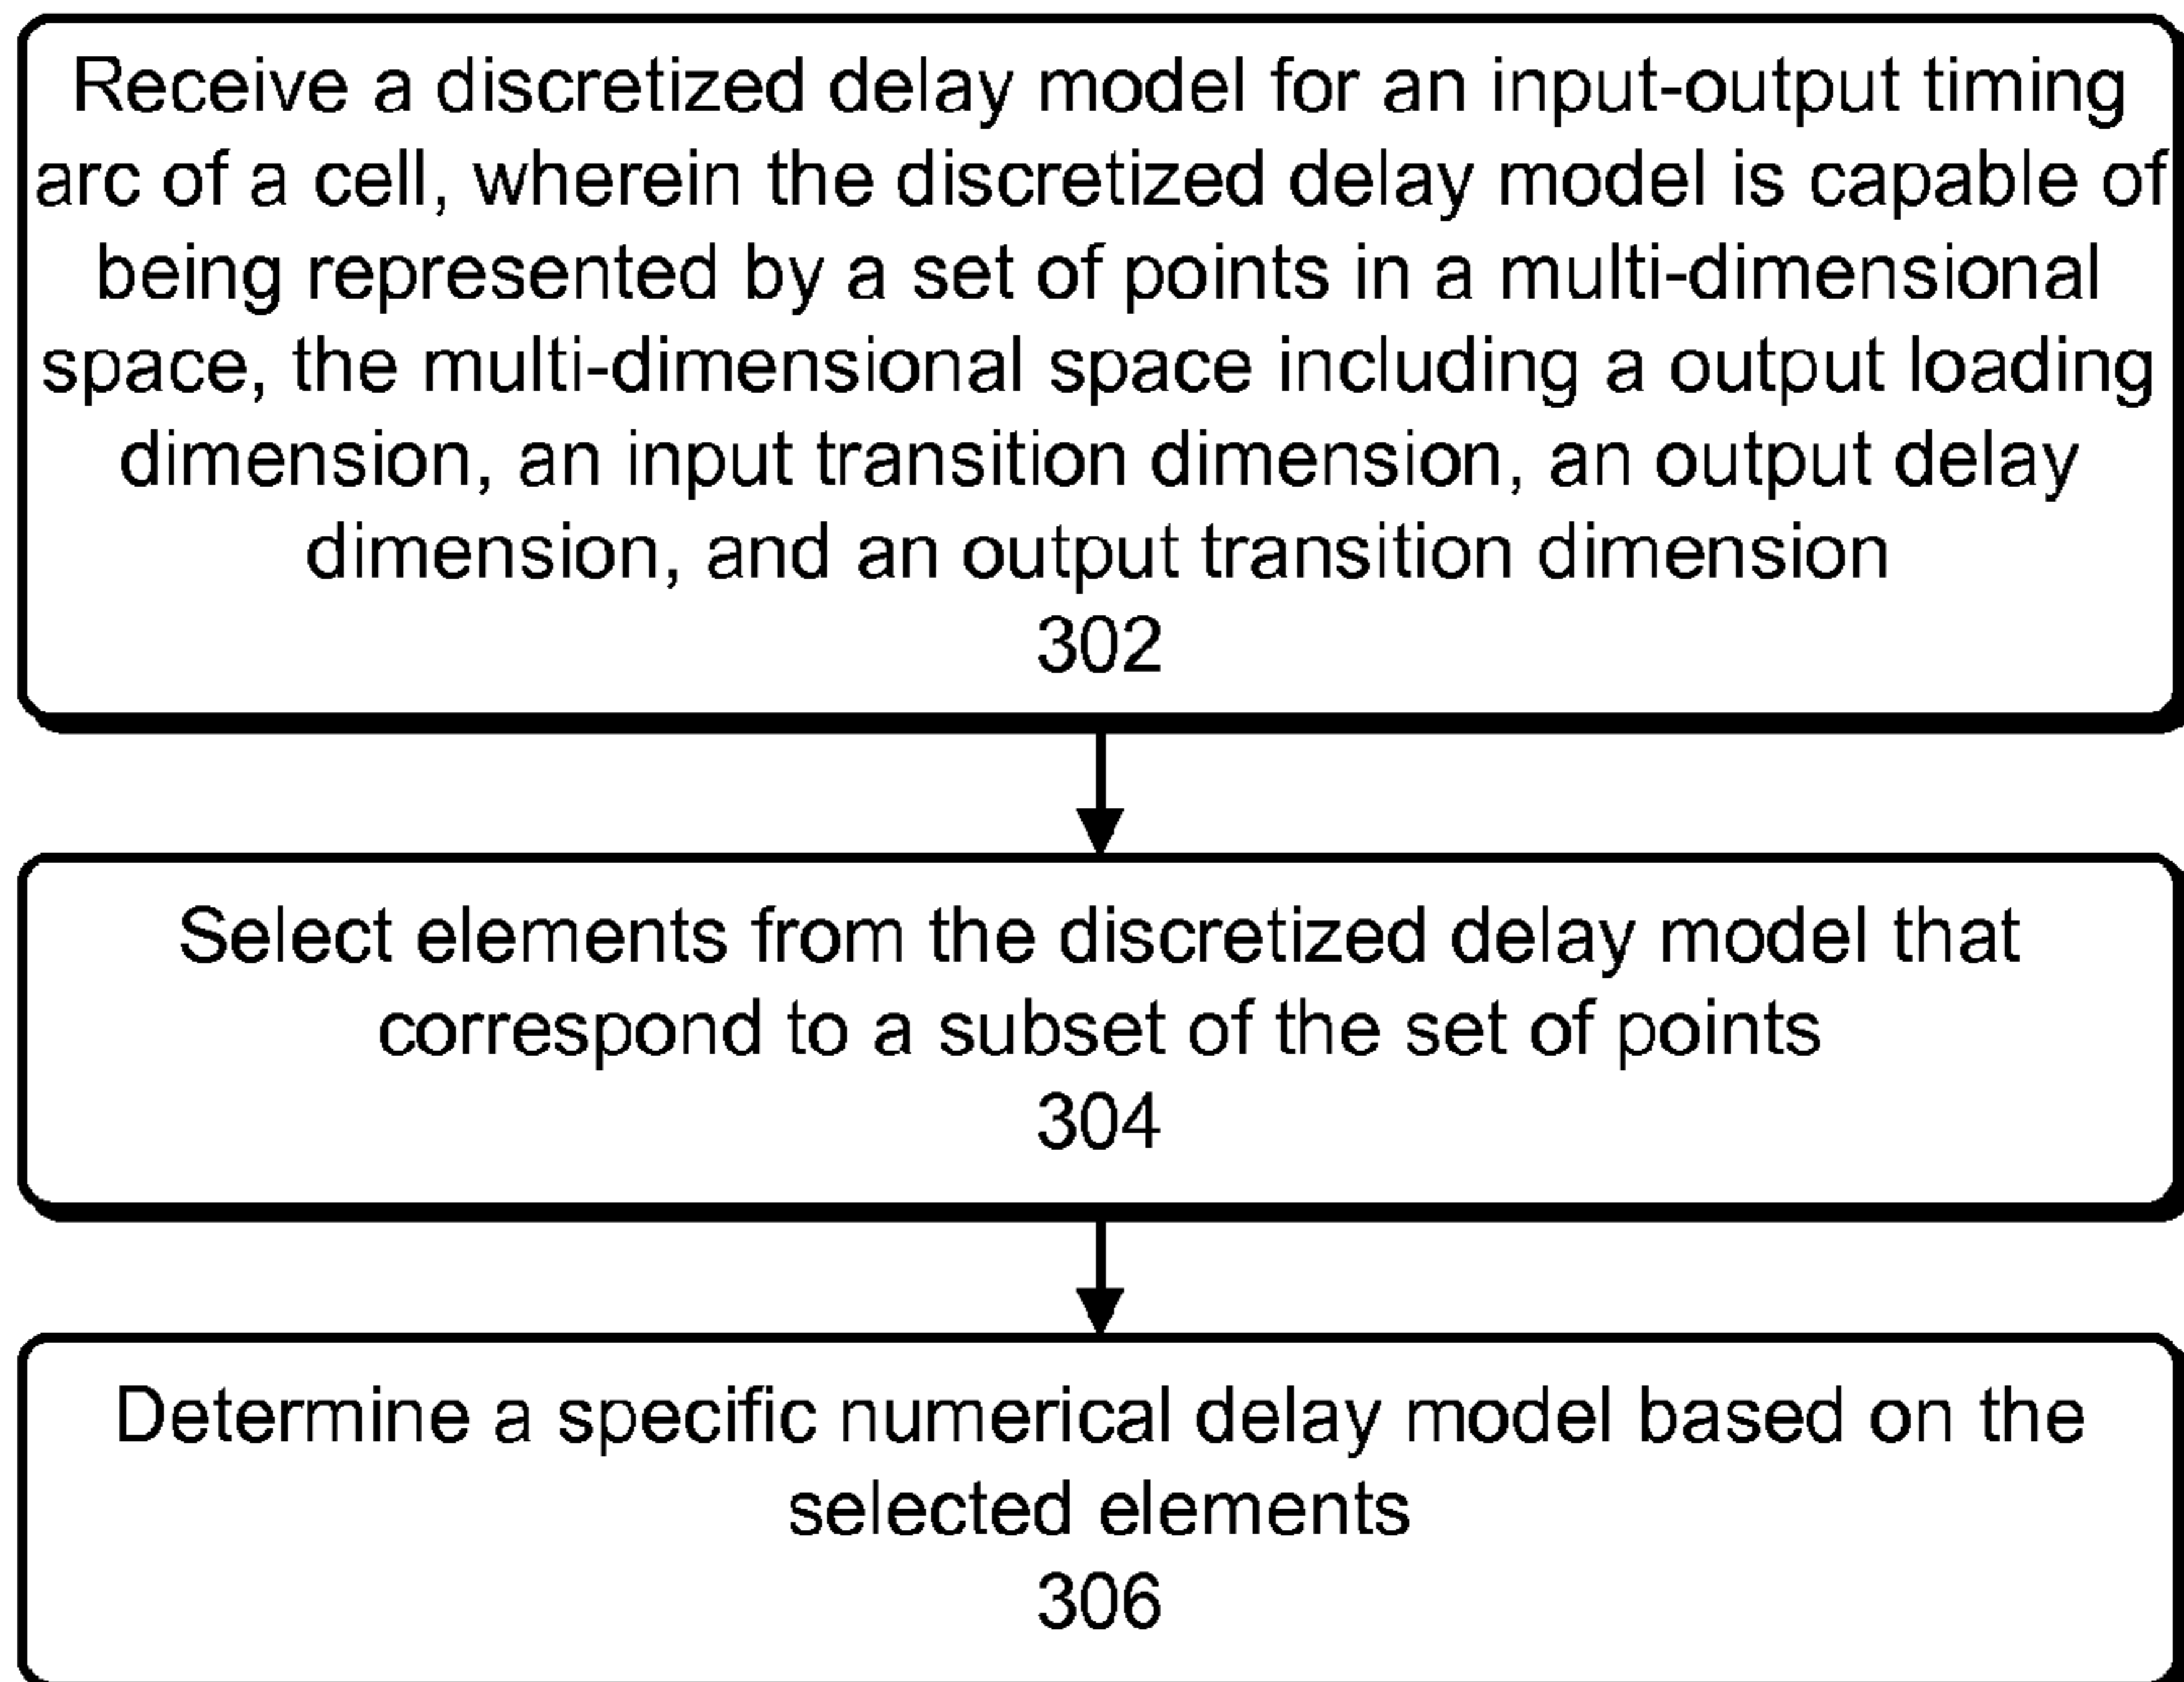 Receive a discretized delay model for an input-output timing
arc of a cell, wherein the discretized delay model is capable of
being represented by a set of points in a multi-dimensional
space, the multi-dimensional space including a output loading
dimension, an input transition dimension, an output delay
dimension, and an output transition dimension
302
Select elements from the discretized delay model that
correspond to a subset of the set of points
304
Determine a specific numerical delay model based on the
selected elements
306